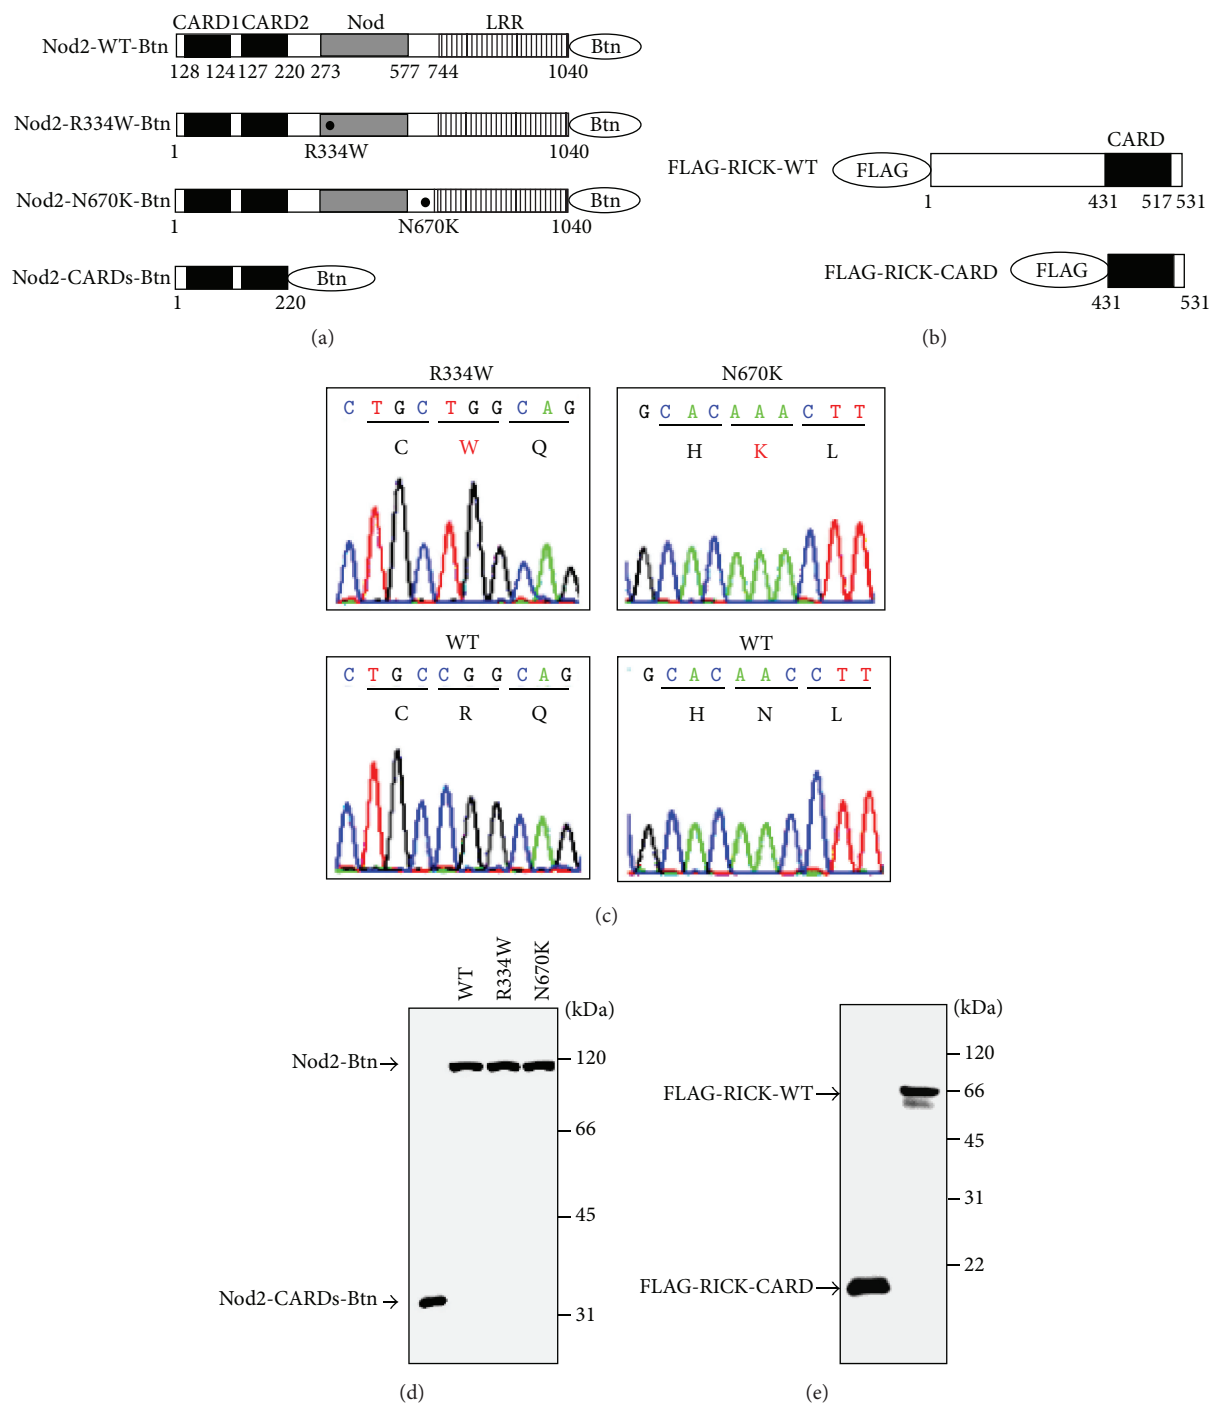 CARD1 CARD2 Nod LRR
Nod2-WT-Btn Btn
128 124 127 220 273 577 744 1040
Nod2-R334W-Btn Btn
1 R334W 1040
Nod2-N670K-Btn Btn
1 N670K 1040
Nod2-CARDs-Btn Btn
1 220
(a)
CARD
FLAG-RICK-WT FLAG
1 431 517 531
FLAG-RICK-CARD FLAG
431 531
(b)
R334W
C T G C T G G C A G
C W Q
N670K
G C A C A A A C T T
H K L
WT
C T G C C G G C A G
C R Q
WT
G C A C A A C C T T
H N L
(c)
WT R334W N670K
(kDa)
Nod2-Btn
120
66
45
Nod2-CARDs-Btn
31
(d)
(kDa)
120
FLAG-RICK-WT
66
45
31
22
FLAG-RICK-CARD
(e)